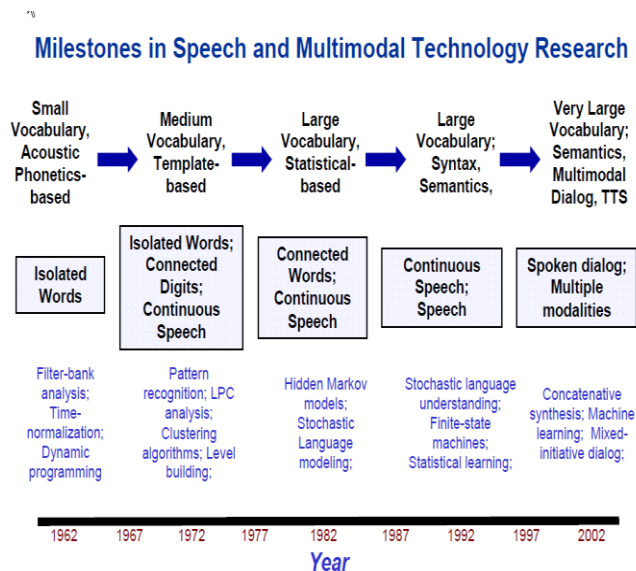 Milestones in Speech and Multimodal Technology Research
Small
Vocabulary,
Acoustic
Phonetics-
based
Medium
Vocabulary,
Template-
based
Large
Vocabulary,
Statistical-
based
Large
Vocabulary;
Syntax,
Semantics,
Very Large
Vocabulary;
Semantics,
Multimodal
Dialog, TTS
Isolated
Words
Isolated Words;
Connected
Digits;
Continuous
Speech
Connected
Words;
Continuous
Speech
Continuous
Speech;
Speech
Spoken dialog;
Multiple
modalities
Filter-bank
analysis;
Time-
normalization;
Dynamic
programming
Pattern
recognition; LPC
analysis;
Clustering
algorithms; Level
building;
Hidden Markov
models;
Stochastic
Language
modeling;
Stochastic language
understanding;
Finite-state
machines;
Statistical learning;
Concatenative
synthesis; Machine
learning; Mixed-
initiative dialog;
1962 1967 1972 1977 1982 1987 1992 1997 2002
Year